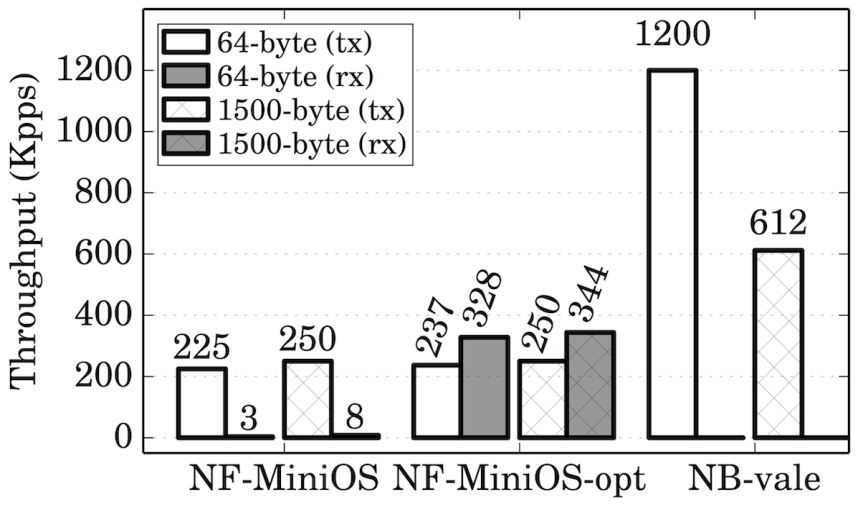 64-byte (tx)
64-byte (rx)
1500-byte (tx)
1500-byte (rx)
Throughput (Kpps)
1200
1000
800
600
400
200
0
225
3
250
8
237
328
250
344
1200
612
NF-MiniOS
NF-MiniOS-opt
NB-vale